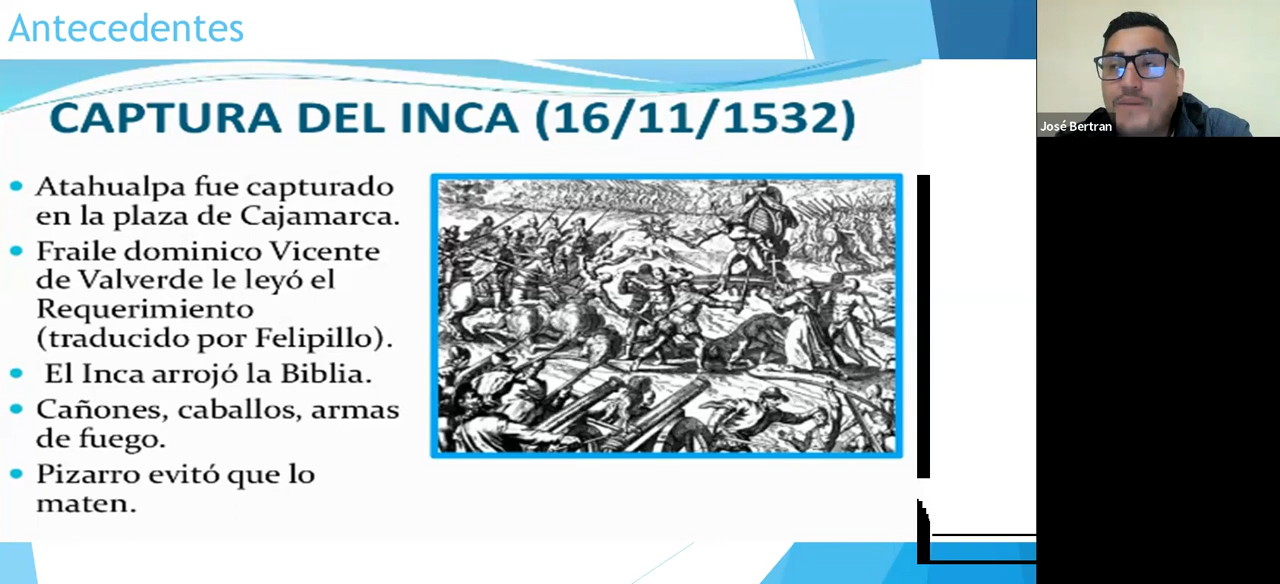 Antecedentes
CAPTURA DEL INCA (16/11/1532)
• Atahualpa fue capturado
en la plaza de Cajamarca.
• Fraile dominico Vicente
de Valverde le leyó el
Requerimiento
(traducido por Felipillo).
• El Inca arrojó la Biblia.
• Cañones, caballos, armas
de fuego.
• Pizarro evitó que lo
maten.
José Bertran